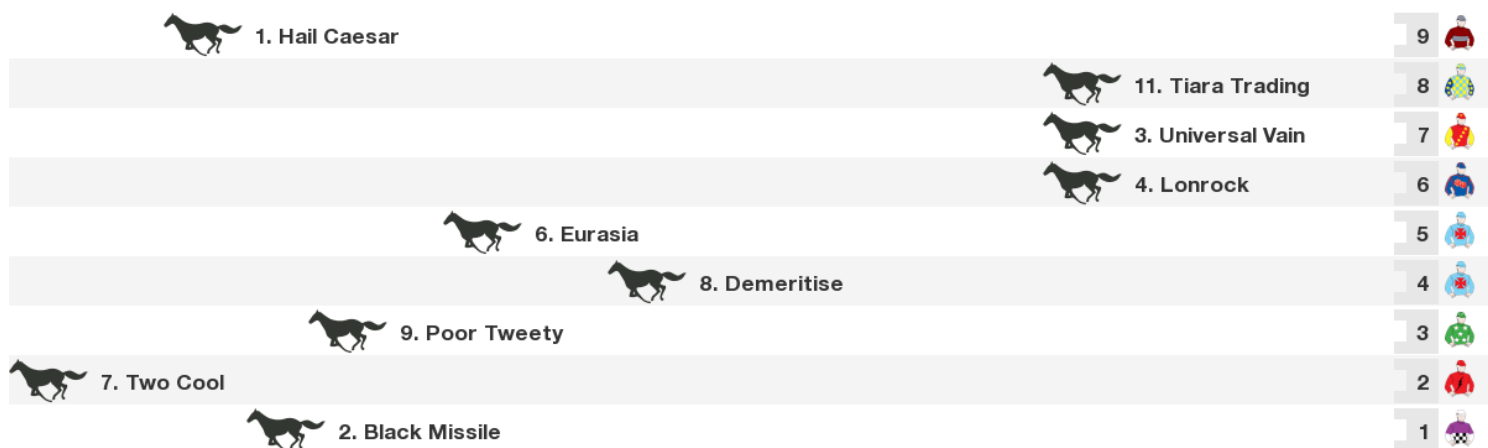 1. Hail Caesar 9
11. Tiara Trading 8
3. Universal Vain 7
4. Lonrock 6
6. Eurasia 5
8. Demeritise 4
9. Poor Tweety 3
7. Two Cool 2
2. Black Missile 1